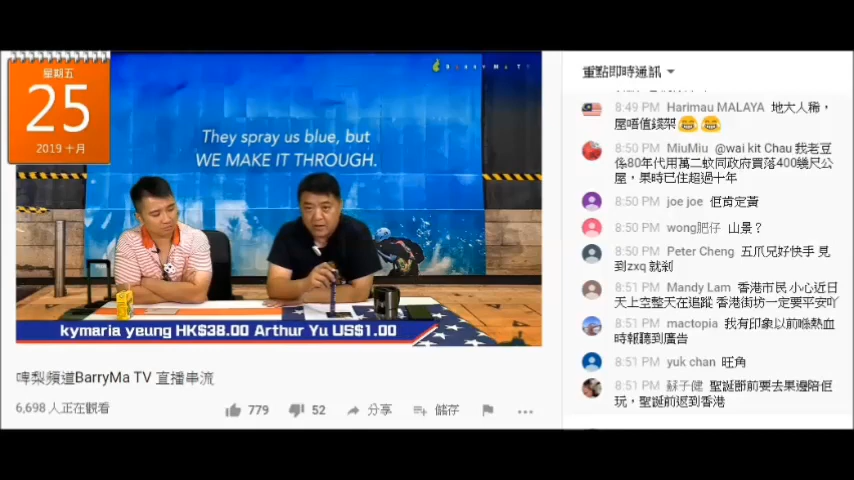 星期五
25
2019 十月
BARRY MA TV
They spray us blue, but
WE MAKE IT THROUGH.
kymaria yeung HK$38.00 Arthur Yu US$1.00
啤梨頻道BarryMa TV 直播串流
6,698 人正在觀看
779
52
分享
儲存
重點即時通訊
8:49 PM Harimau MALAYA 地大人稀，
屋唔值錢架😂😂
8:50 PM MiuMiu @wai kit Chau 我老豆
係80年代用萬二蚊同政府買落400幾尺公
屋，果時已住超過十年
8:50 PM joe joe 佢肯定黃
8:50 PM wong肥仔 山景？
8:50 PM Peter Cheng 五爪兄好快手 見
到zxq 就剎
8:51 PM Mandy Lam 香港市民 小心近日
天上空整天在追蹤 香港街坊一定要平安吖
8:51 PM mactopia 我有印象以前喺熱血
時報聽到廣告
8:51 PM yuk chan 旺角
8:51 PM 蘇子健 聖誕節前要去果邊陪佢
玩，聖誕前返到香港